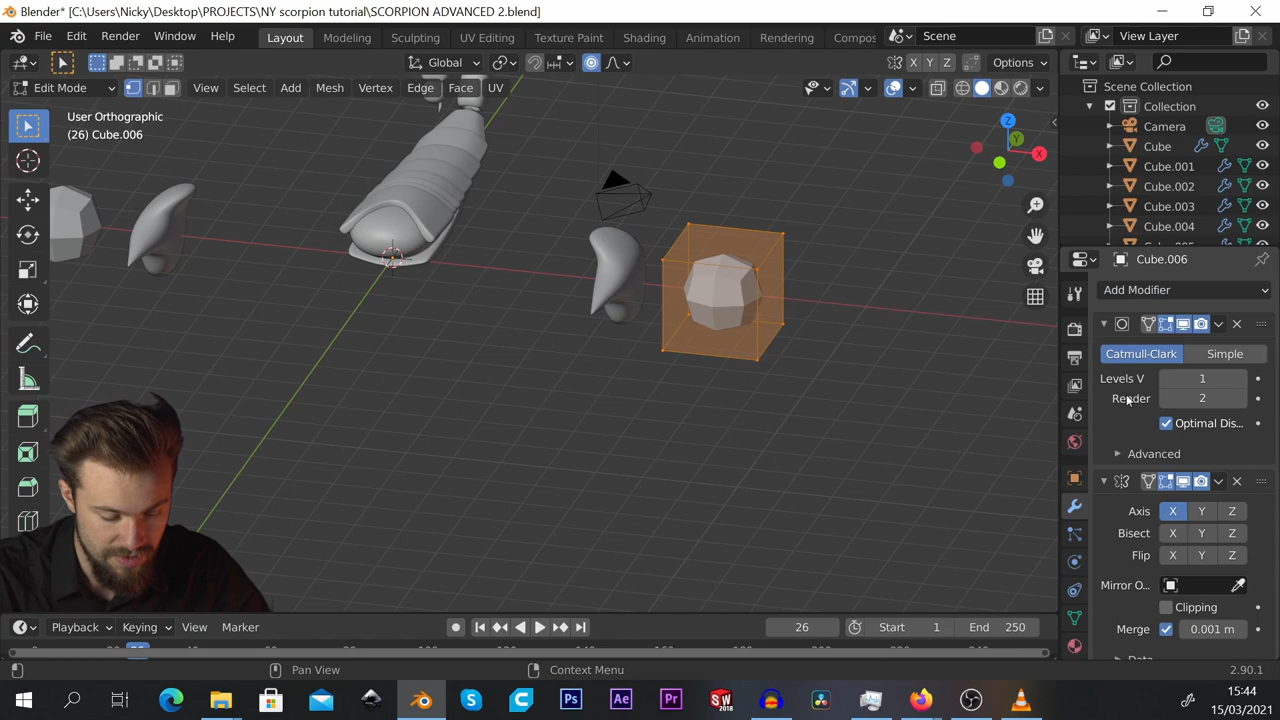 Blender* [C:\Users\Nicky\Desktop\PROJECTS\NY scorpion tutorial\SCORPION ADVANCED 2.blend]
File Edit Render Window Help Layout Modeling Sculpting UV Editing Texture Paint Shading Animation Rendering Compos Scene View Layer
Global X Y Z Options
Edit Mode View Select Add Mesh Vertex Edge Face UV
User Orthographic
(26) Cube.006
Z
Y
X
Scene Collection
Collection
Camera
Cube
Cube.001
Cube.002
Cube.003
Cube.004
Cube.006
Add Modifier
Catmull-Clark Simple
Levels V 1
Render 2
Optimal Dis...
Advanced
Axis X Y Z
Bisect X Y Z
Flip X Y Z
Mirror O...
Clipping
Merge 0.001 m
Playback Keying View Marker 26 Start 1 End 250
Pan View Context Menu 2.90.1
15:44
15/03/2021